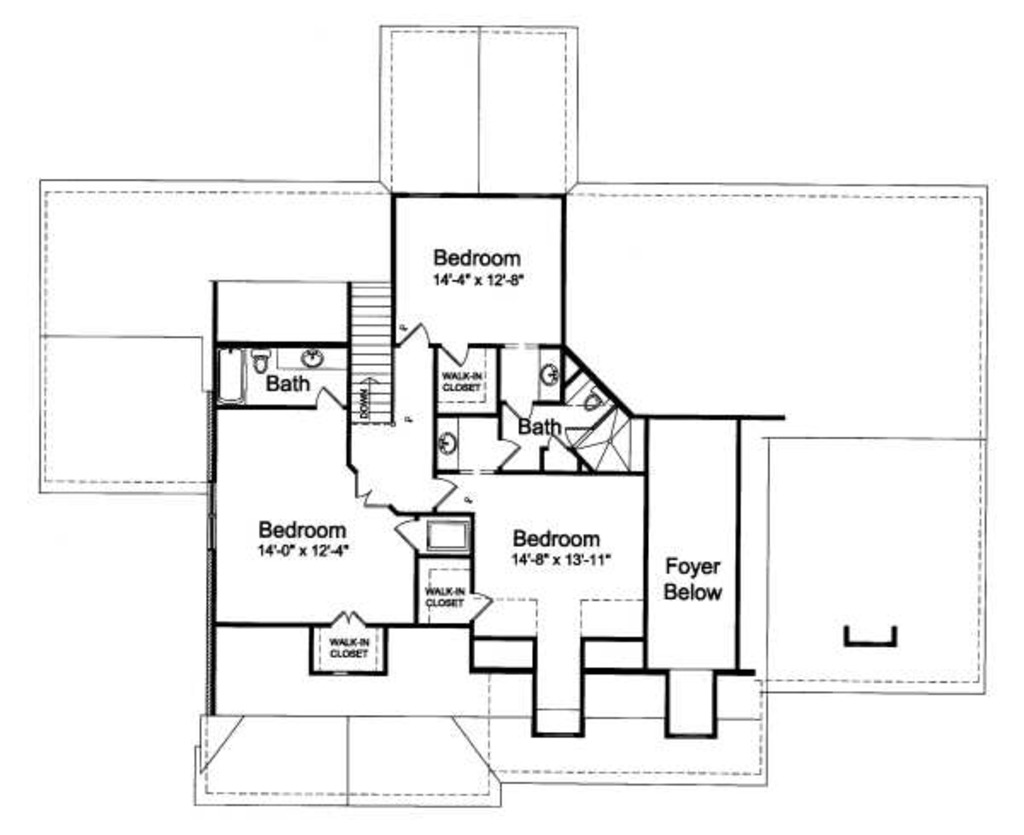 Bedroom
14'-4" x 12'-8"
WALK-IN
CLOSET
Bath
DOWN
Bath
Bedroom
14'-0" x 12'-4"
Bedroom
14'-8" x 13'-11"
Foyer
Below
WALK-IN
CLOSET
WALK-IN
CLOSET